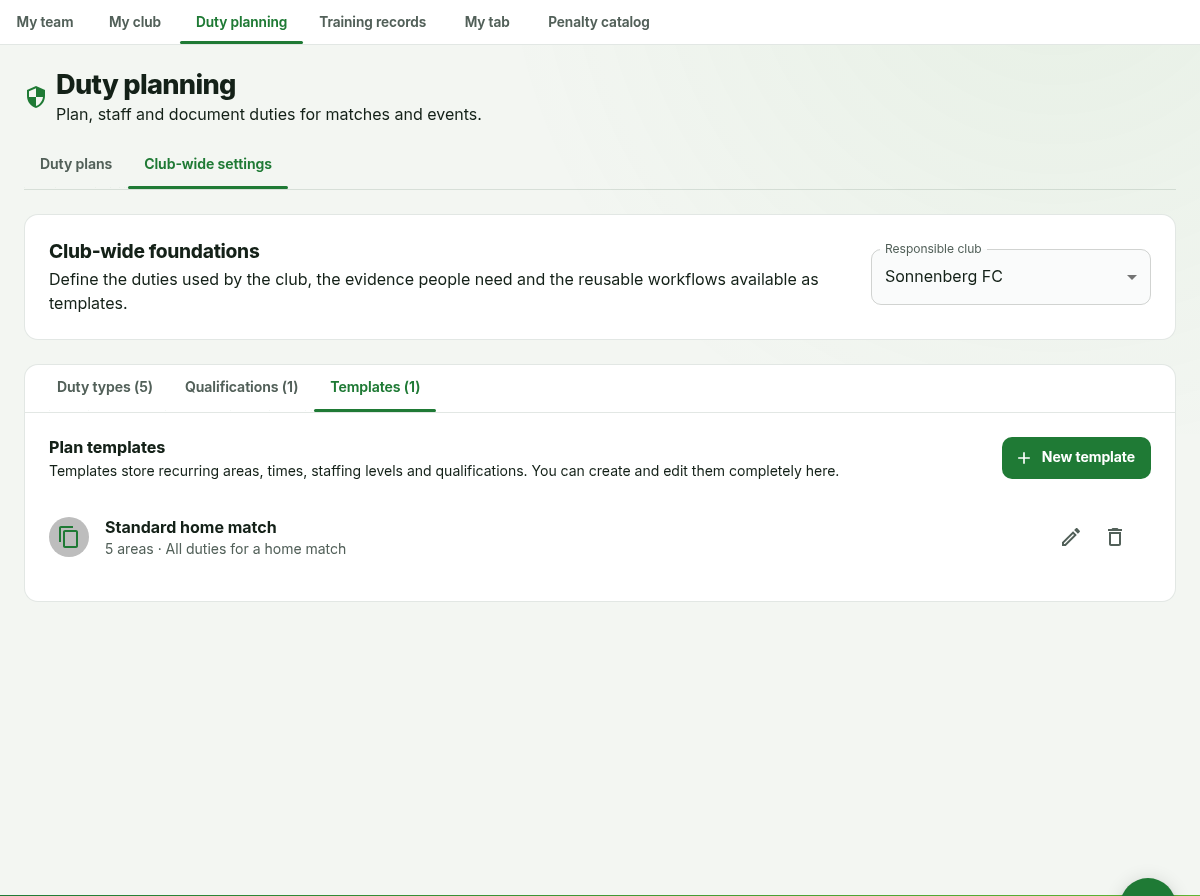 My team My club Duty planning Training records My tab Penalty catalog
Duty planning
Plan, staff and document duties for matches and events.
Duty plans Club-wide settings
Club-wide foundations
Define the duties used by the club, the evidence people need and the reusable workflows available as
templates.
Responsible club
Sonnenberg FC
Duty types (5) Qualifications (1) Templates (1)
Plan templates
Templates store recurring areas, times, staffing levels and qualifications. You can create and edit them completely here.
New template
Standard home match
5 areas · All duties for a home match